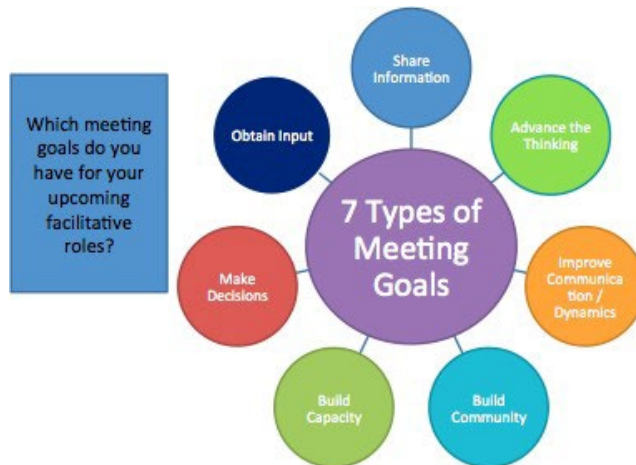 Which meeting
goals do you
have for your
upcoming
facilitative
roles?
7 Types of
Meeting
Goals
Share
Information
Advance the
Thinking
Improve
Communica
tion /
Dynamics
Build
Community
Build
Capacity
Make
Decisions
Obtain Input